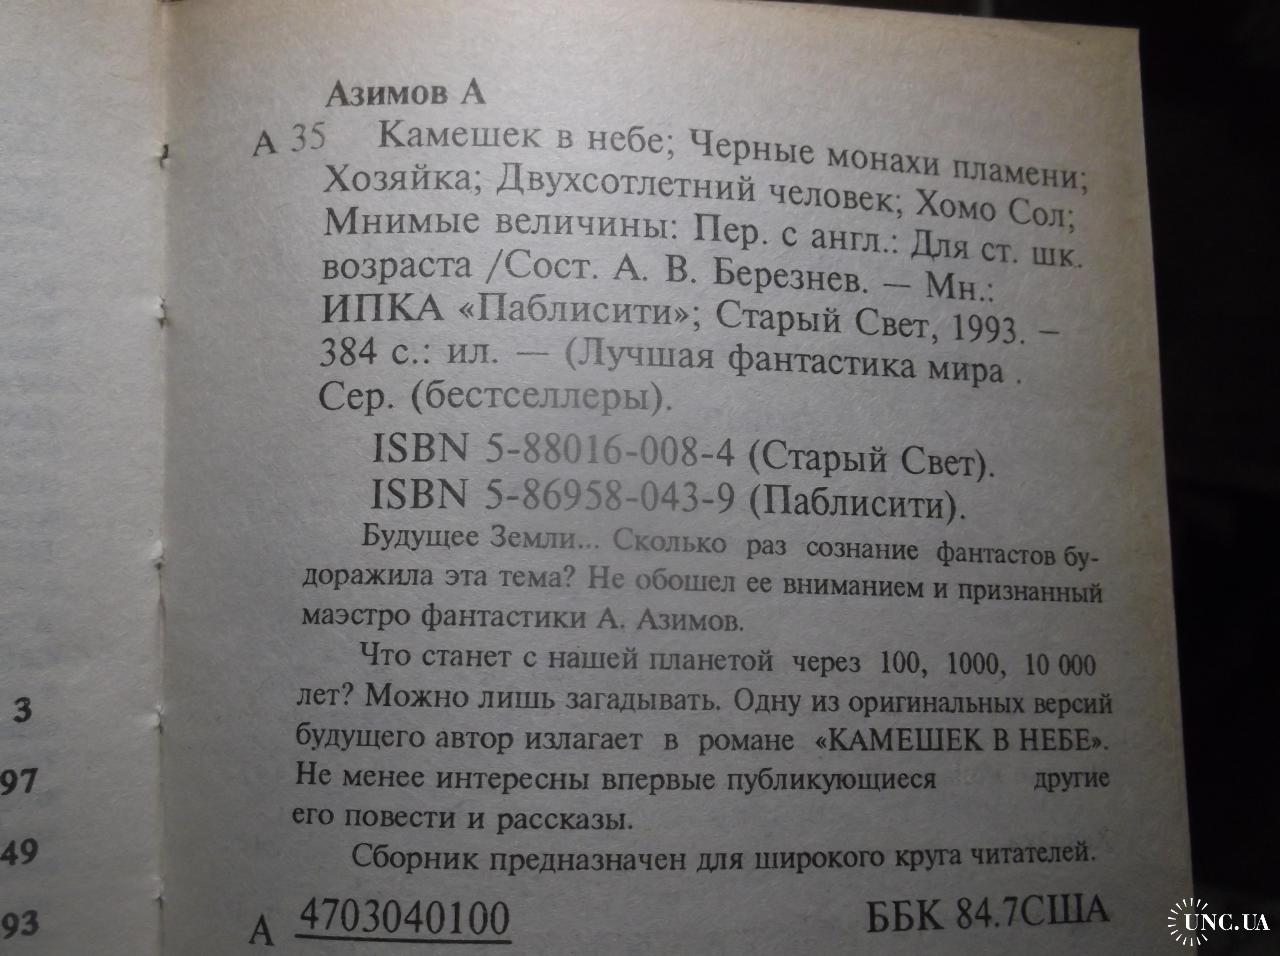 Азимов А
А 35 Камешек в небе; Черные монахи пламени;
Хозяйка; Двухсотлетний человек; Хомо Сол;
Мнимые величины: Пер. с англ.: Для ст. шк.
возраста /Сост. А. В. Березнев. — Мн.:
ИПКА «Паблисити»; Старый Свет, 1993. –
384 с.: ил. — (Лучшая фантастика мира .
Сер. (бестселлеры).
ISBN 5-88016-008-4 (Старый Свет).
ISBN 5-86958-043-9 (Паблисити).
Будущее Земли... Сколько раз сознание фантастов бу-
доражила эта тема? Не обошел ее вниманием и признанный
маэстро фантастики А. Азимов.
Что станет с нашей планетой через 100, 1000, 10 000
лет? Можно лишь загадывать. Одну из оригинальных версий
будущего автор излагает в романе «КАМЕШЕК В НЕБЕ».
Не менее интересны впервые публикующиеся другие
его повести и рассказы.
Сборник предназначен для широкого круга читателей.
А 4703040100 ББК 84.7США
3
97
49
93
UNC.UA